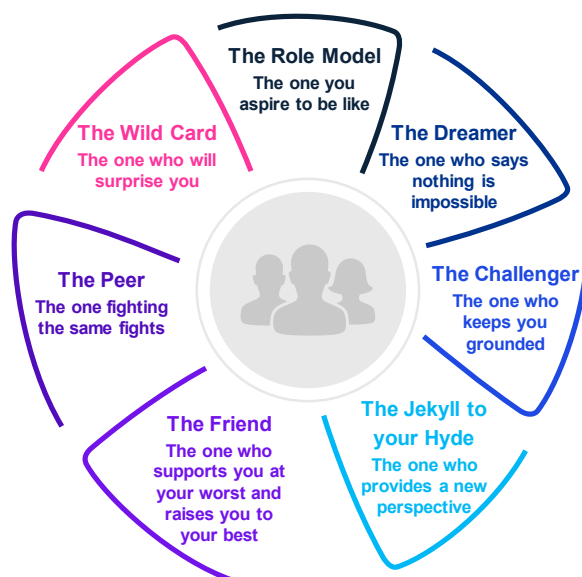 The Role Model
The one you
aspire to be like
The Dreamer
The one who says
nothing is
impossible
The Challenger
The one who
keeps you
grounded
The Jekyll to
your Hyde
The one who
provides a new
perspective
The Friend
The one who
supports you at
your worst and
raises you to
your best
The Peer
The one fighting
the same fights
The Wild Card
The one who will
surprise you